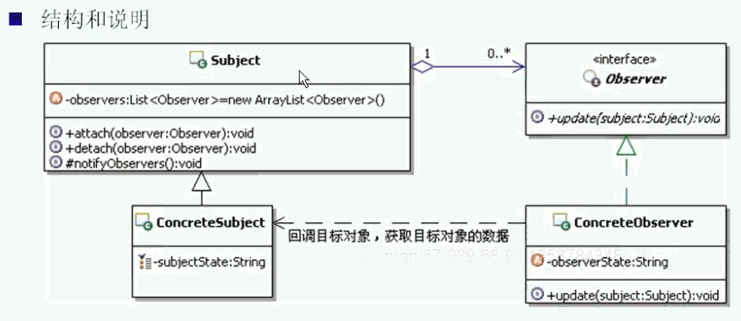 结构和说明
Subject
-observers:List<Observer>=new ArrayList<Observer>()
+attach(observer:Observer):void
+detach(observer:Observer):void
#notifyObservers():void
1
0..*
«interface»
Observer
+update(subject:Subject):void
ConcreteSubject
-subjectState:String
回调目标对象，获取目标对象的数据
ConcreteObserver
-observerState:String
+update(subject:Subject):void